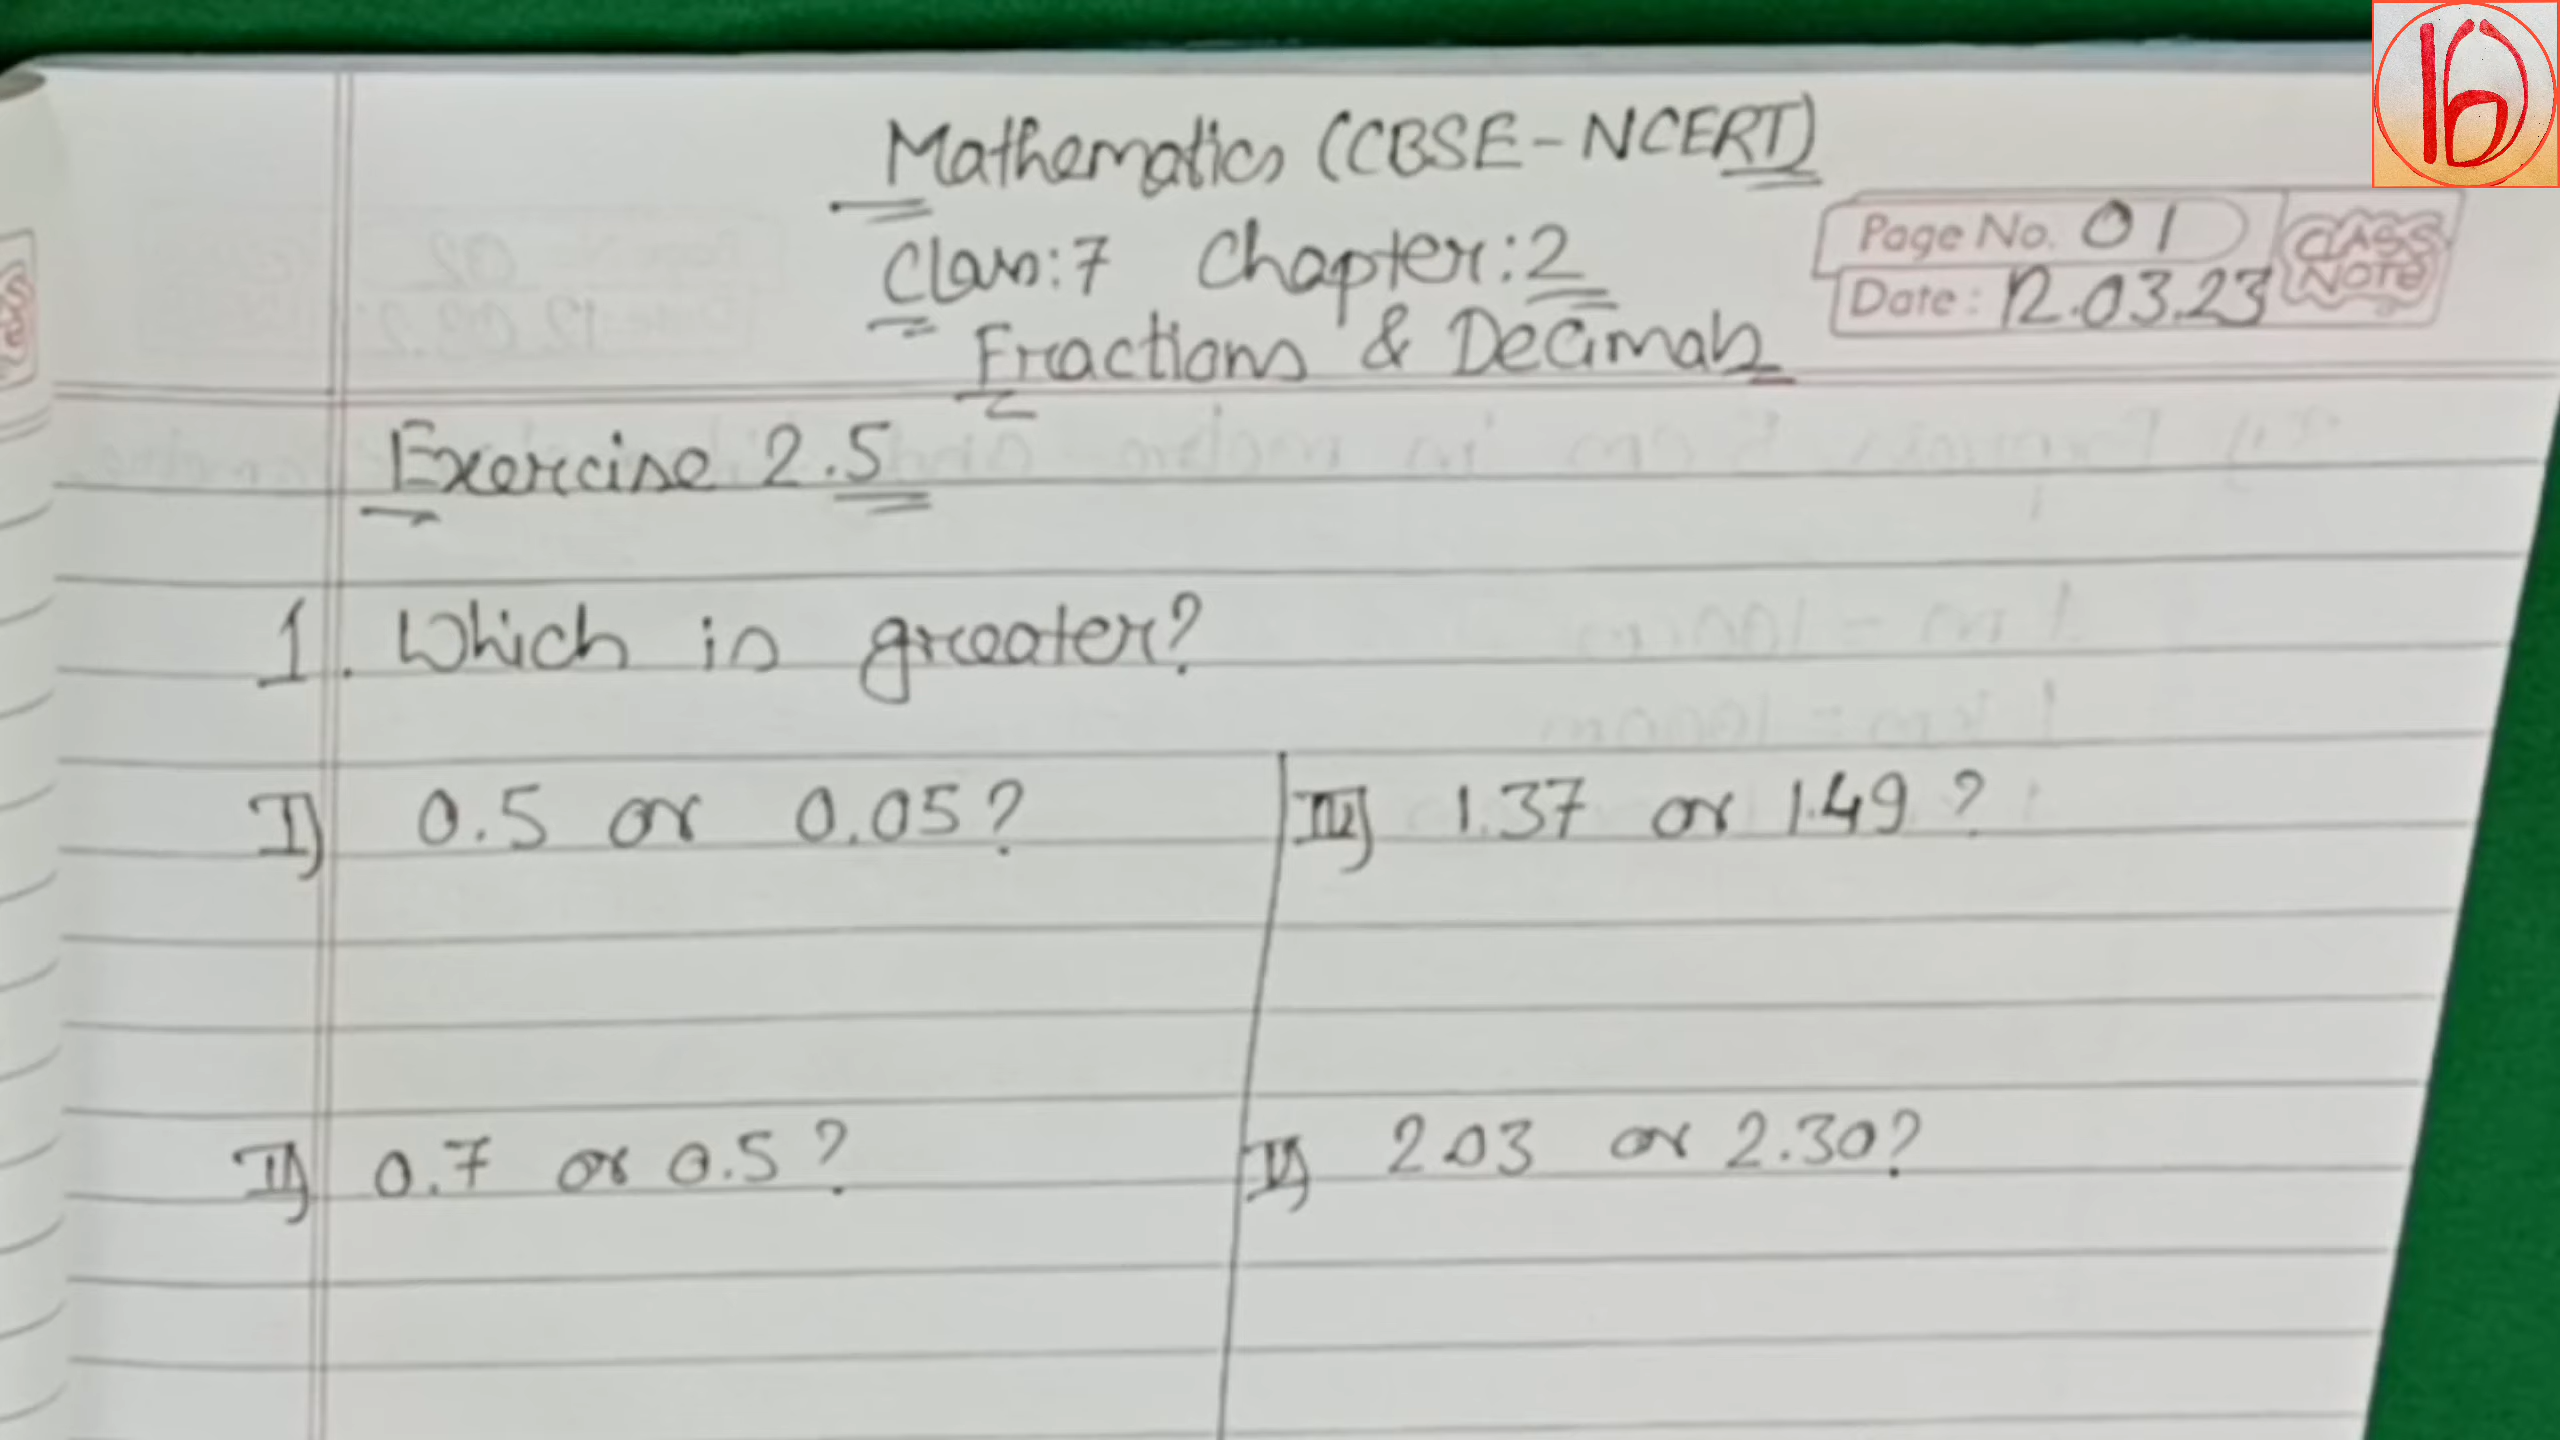 Mathematics (CBSE-NCERT)
Class:7 Chapter:2
Fractions & Decimals
Page No. 01
Date: 12.03.23
CLASS NOTE
Exercise 2.5
1. Which is greater?
I) 0.5 or 0.05?
II) 0.7 or 0.5?
IV) 1.37 or 1.49?
V) 2.03 or 2.30?